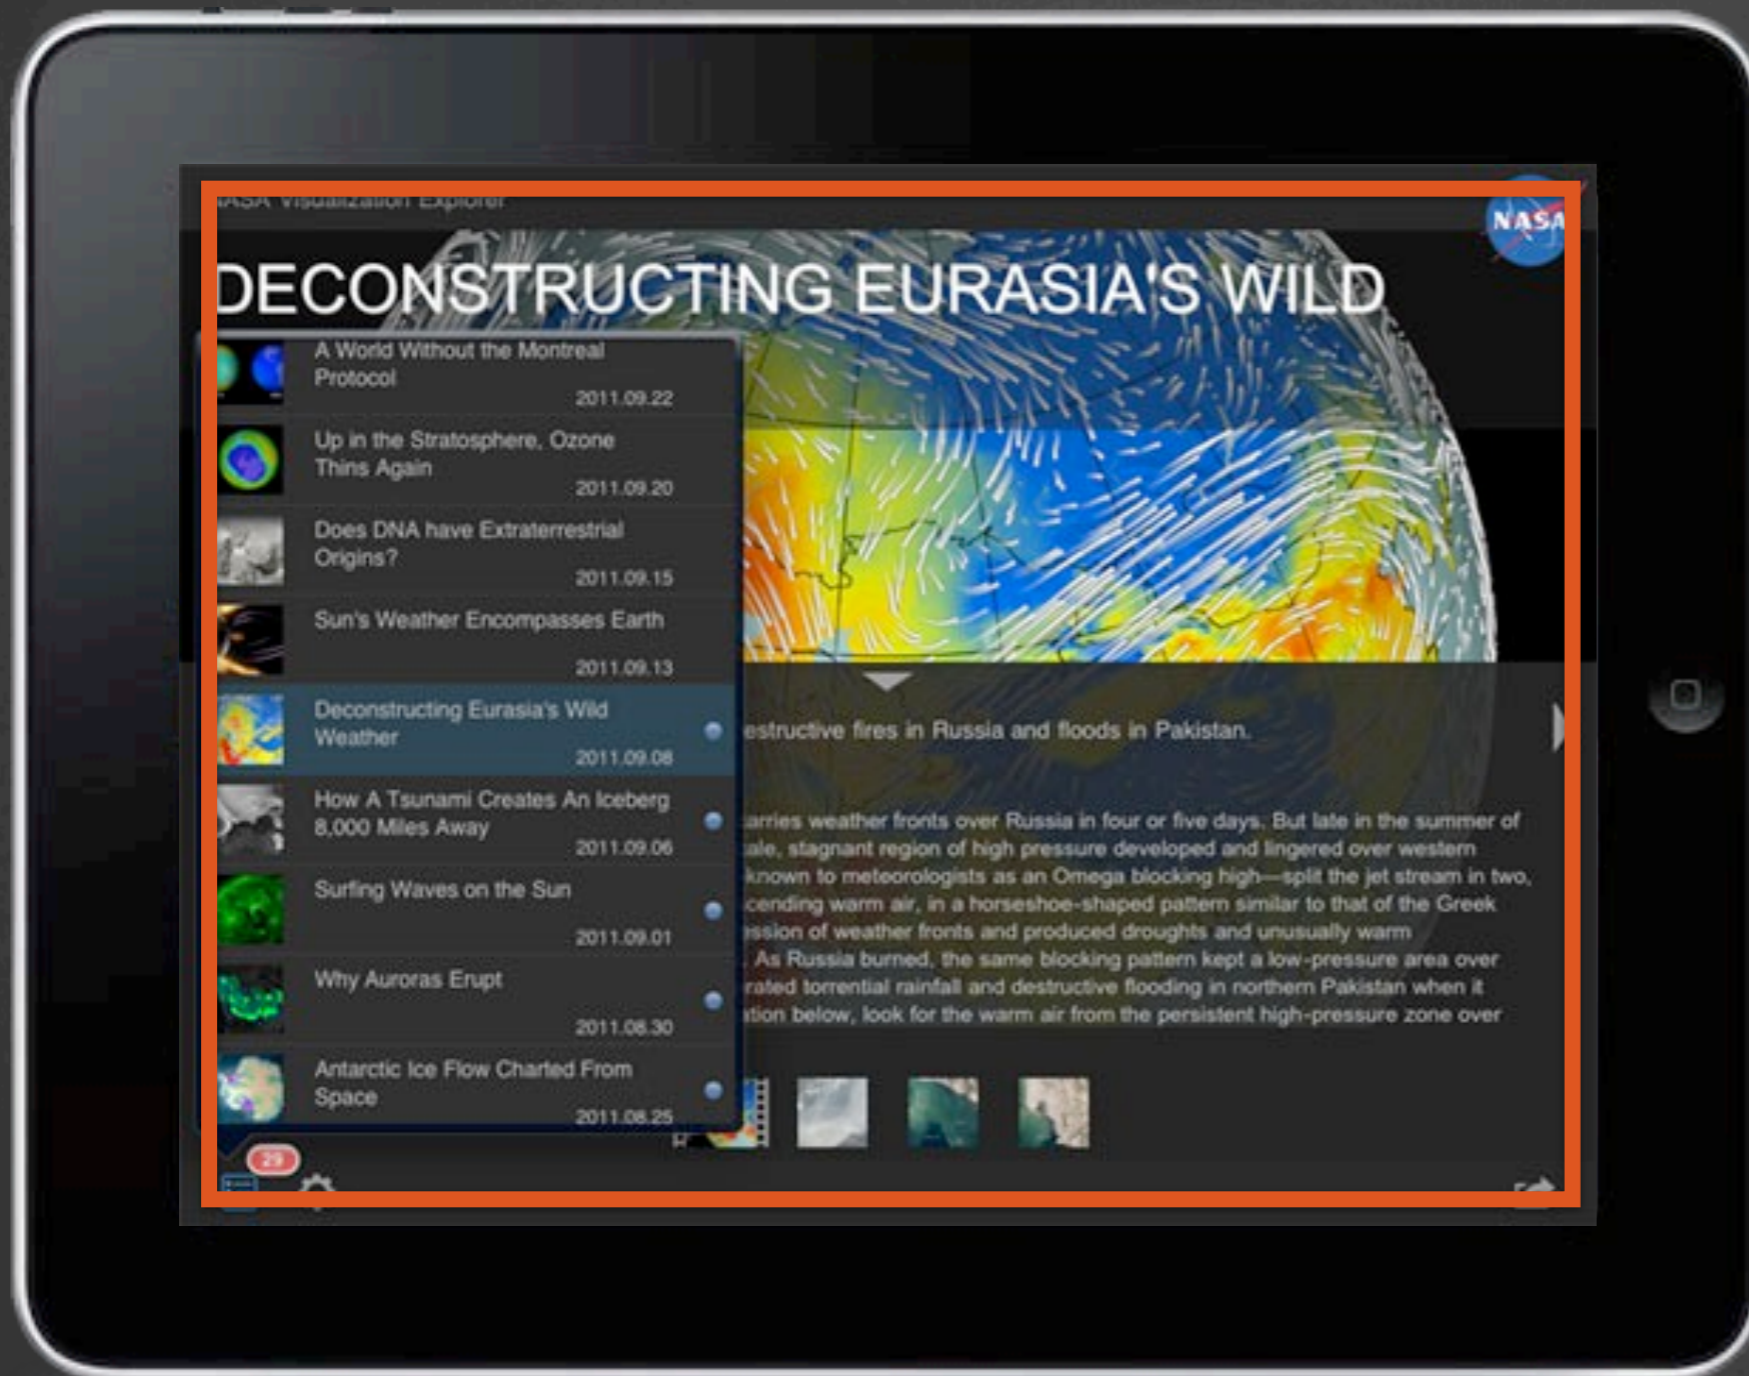 NASA Visualization Explorer
NASA
DECONSTRUCTING EURASIA'S WILD
A World Without the Montreal
Protocol
2011.09.22
Up in the Stratosphere, Ozone
Thins Again
2011.09.20
Does DNA have Extraterrestrial
Origins?
2011.09.15
Sun's Weather Encompasses Earth
2011.09.13
Deconstructing Eurasia's Wild
Weather
2011.09.08
How A Tsunami Creates An Iceberg
8,000 Miles Away
2011.09.06
Surfing Waves on the Sun
2011.09.01
Why Auroras Erupt
2011.08.30
Antarctic Ice Flow Charted From
Space
2011.08.25
29
estructive fires in Russia and floods in Pakistan.
arries weather fronts over Russia in four or five days. But late in the summer of
ale, stagnant region of high pressure developed and lingered over western
known to meteorologists as an Omega blocking high—split the jet stream in two,
cending warm air, in a horseshoe-shaped pattern similar to that of the Greek
ession of weather fronts and produced droughts and unusually warm
. As Russia burned, the same blocking pattern kept a low-pressure area over
rated torrential rainfall and destructive flooding in northern Pakistan when it
ation below, look for the warm air from the persistent high-pressure zone over